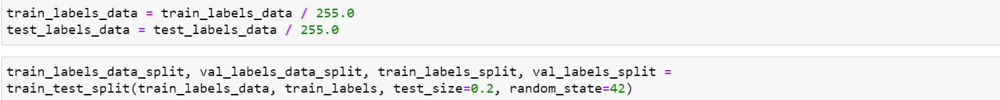 train_labels_data = train_labels_data / 255.0
test_labels_data = test_labels_data / 255.0
train_labels_data_split, val_labels_data_split, train_labels_split, val_labels_split =
train_test_split(train_labels_data, train_labels, test_size=0.2, random_state=42)